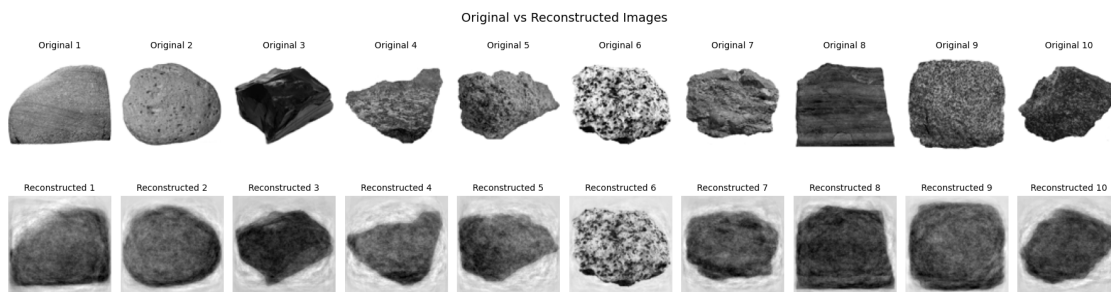 Original vs Reconstructed Images
Original 1 Original 2 Original 3 Original 4 Original 5 Original 6 Original 7 Original 8 Original 9 Original 10
Reconstructed 1 Reconstructed 2 Reconstructed 3 Reconstructed 4 Reconstructed 5 Reconstructed 6 Reconstructed 7 Reconstructed 8 Reconstructed 9 Reconstructed 10